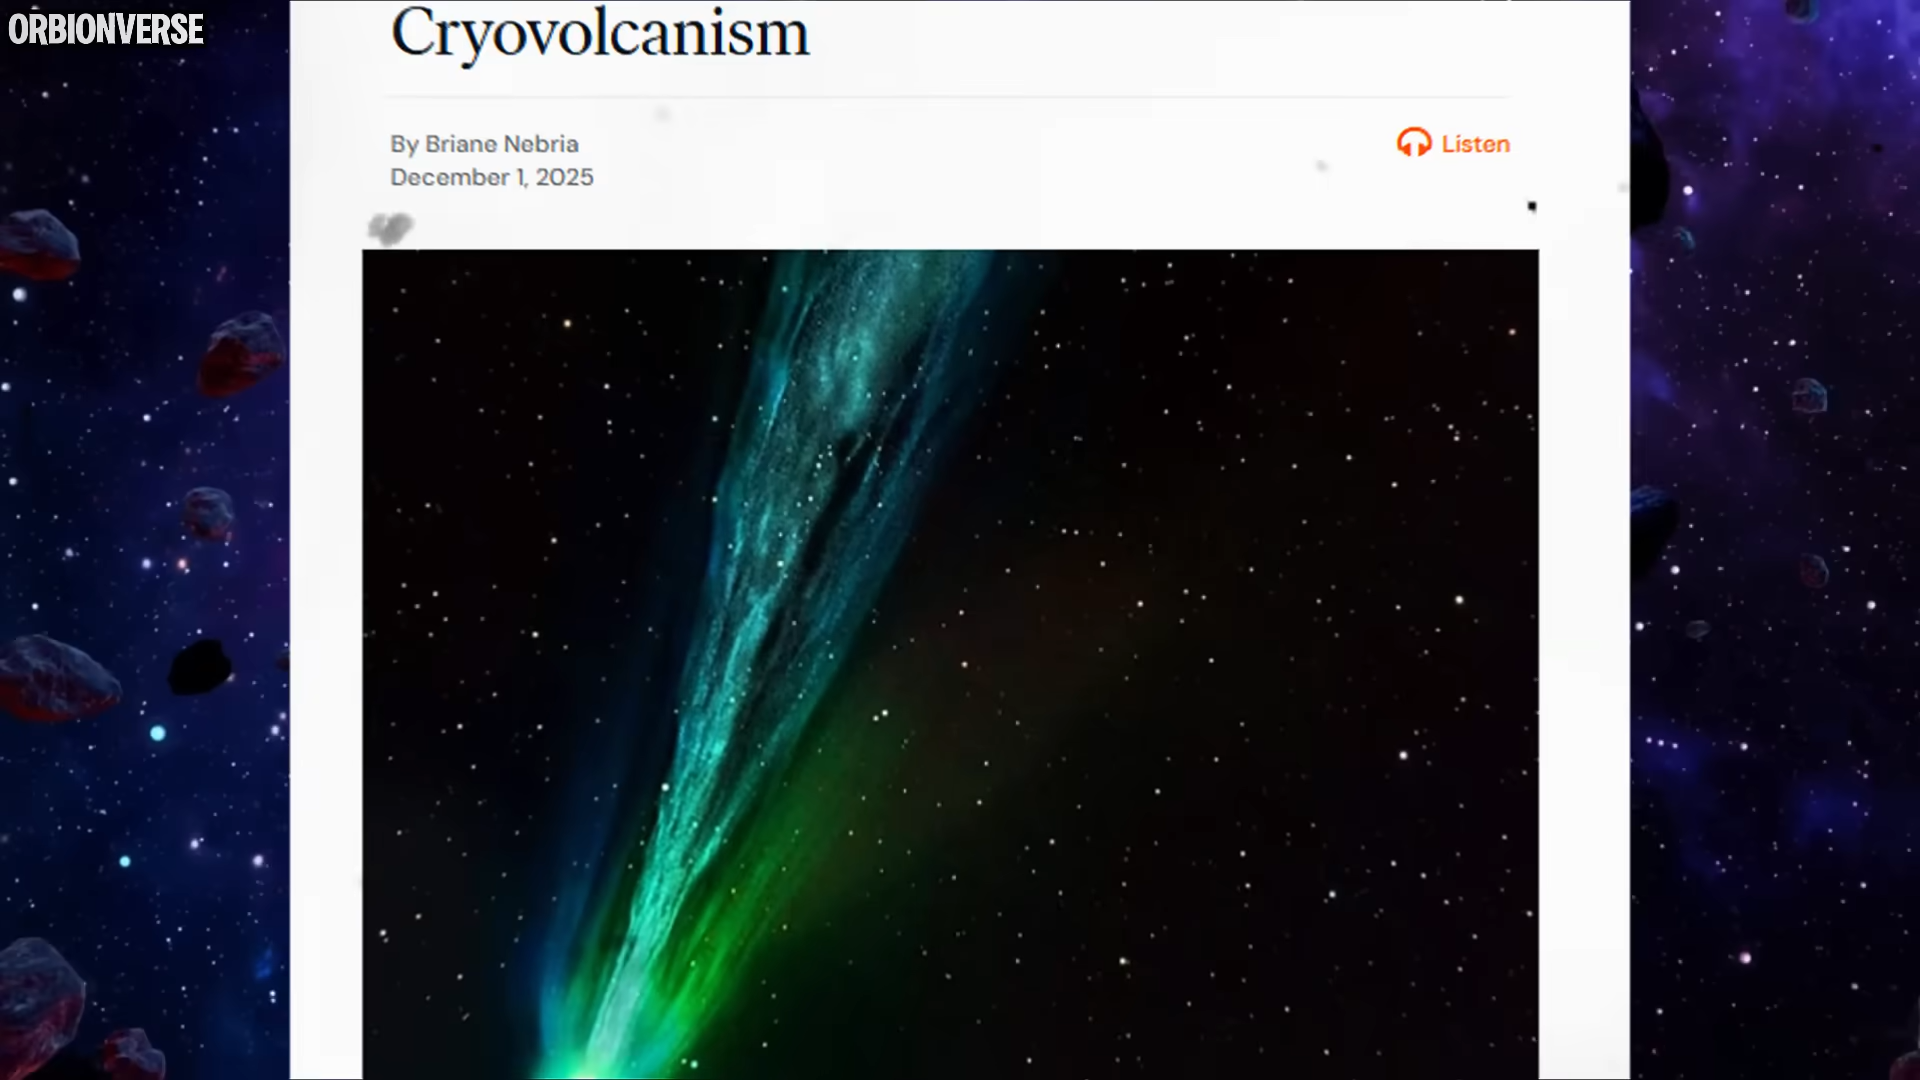 ORBIONVERSE
Cryovolcanism
By Briane Nebria
Listen
December 1, 2025